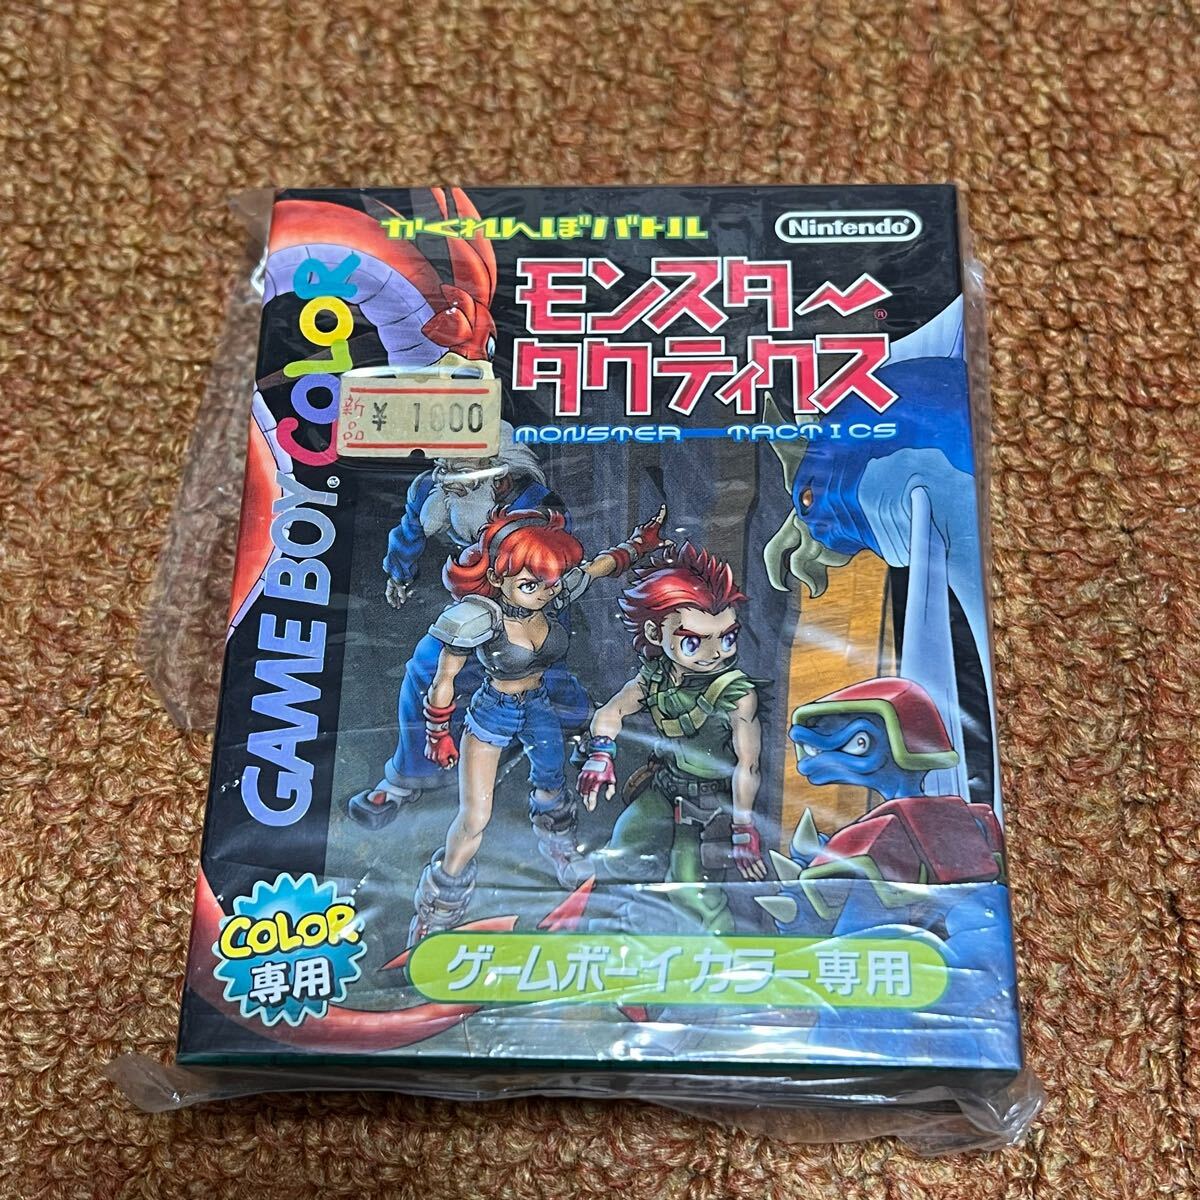 かくれんぼバトル
Nintendo®
モンスター
タクティクス®
MONSTER TACTICS
新品 ¥ 1000
GAME BOY COLOR
COLOR
専用
ゲームボーイカラー専用